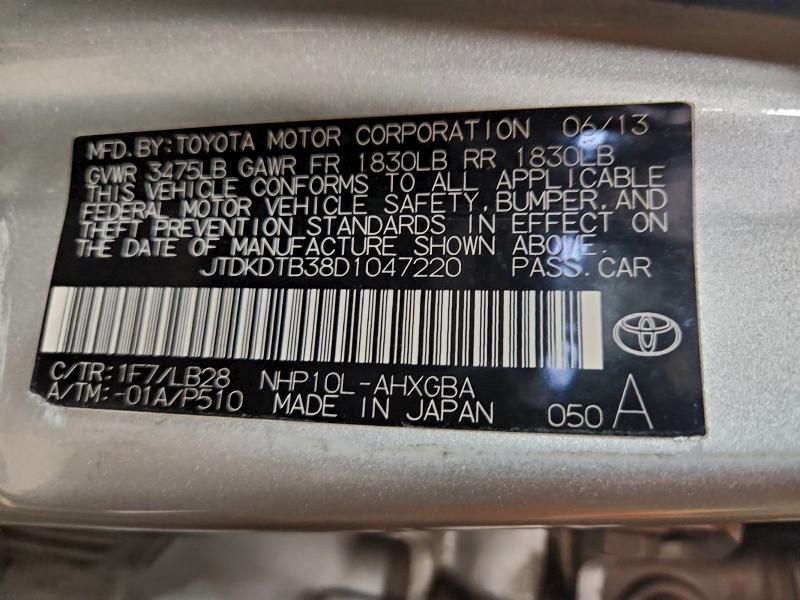 MFD. BY: TOYOTA MOTOR CORPORATION 06/13
GVWR 3475LB GAWR FR 1830LB RR 1830LB
THIS VEHICLE CONFORMS TO ALL APPLICABLE
FEDERAL MOTOR VEHICLE SAFETY, BUMPER, AND
THEFT PREVENTION STANDARDS IN EFFECT ON
THE DATE OF MANUFACTURE SHOWN ABOVE.
JTDKDTB38D1047220 PASS. CAR
C/TR: 1F7/LB28 NHP10L-AHXGBA
A/TM: -01A/P510 MADE IN JAPAN 050 A